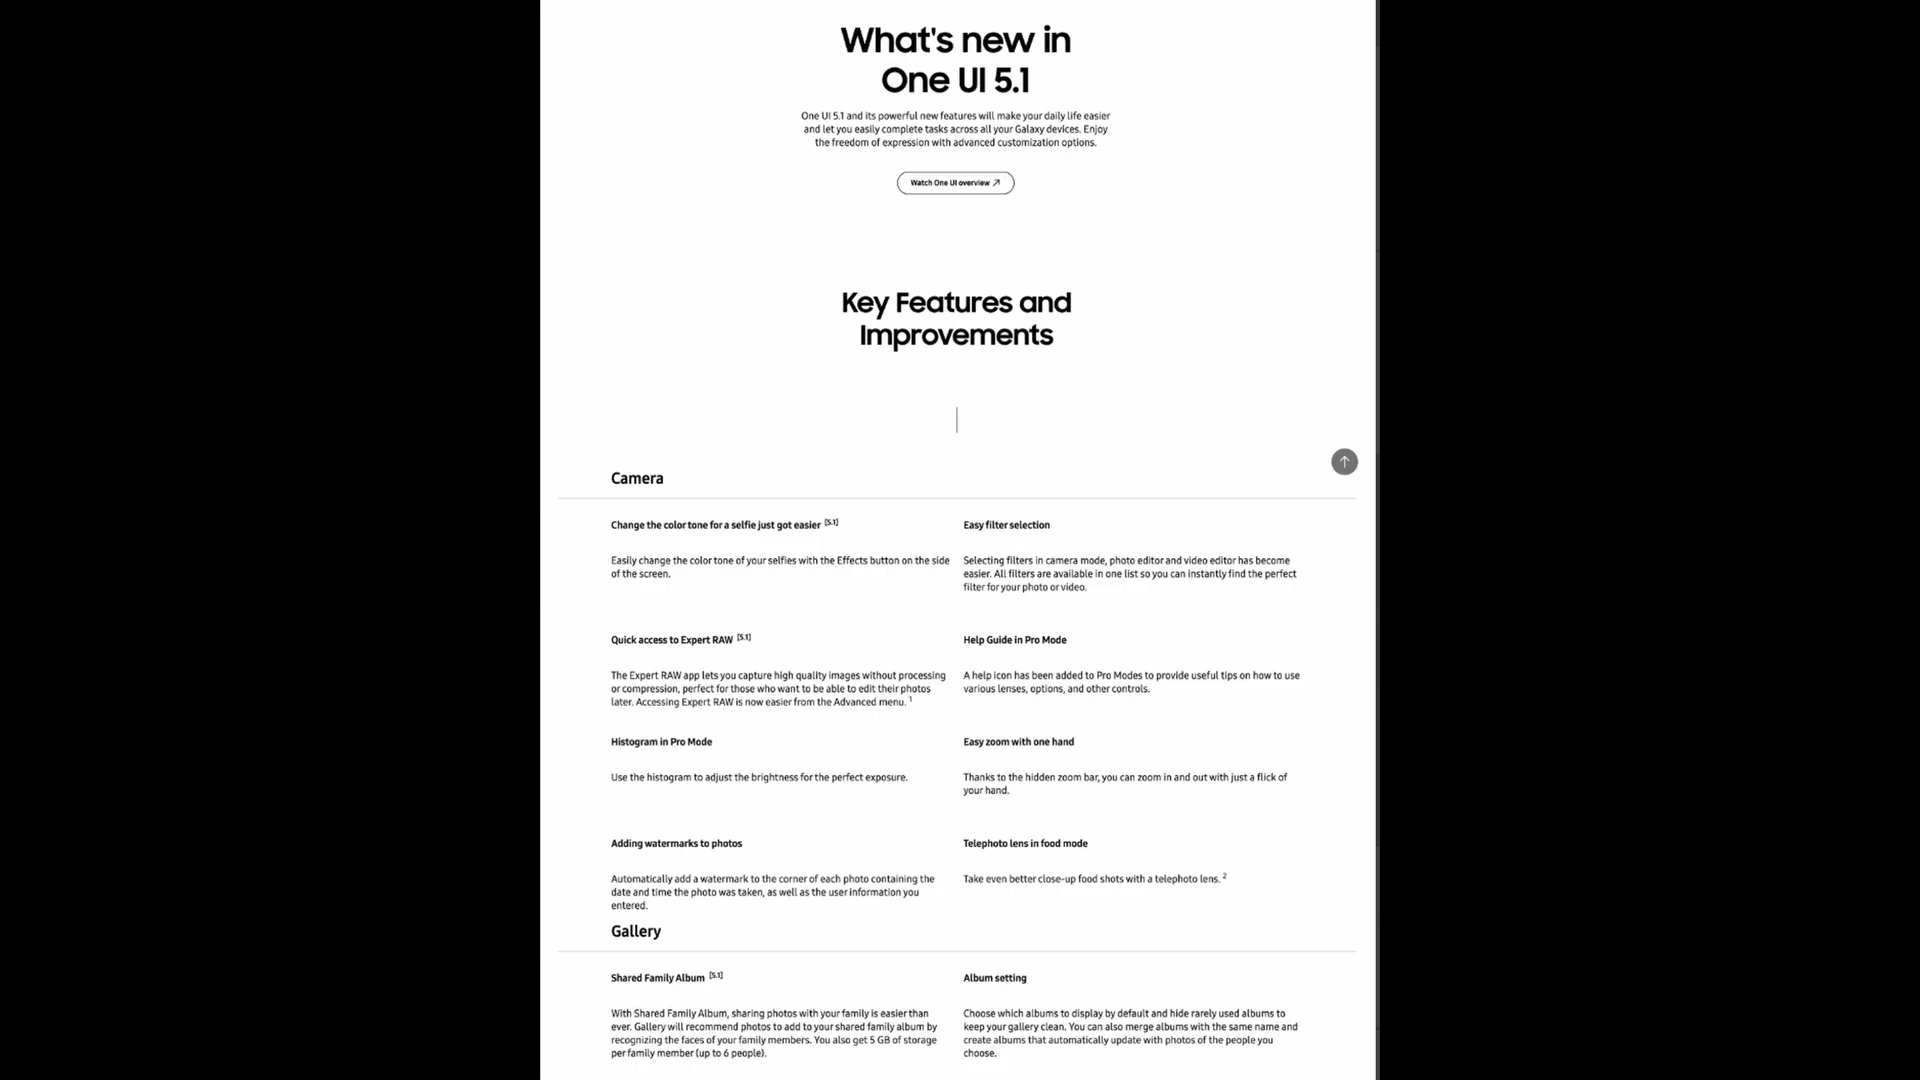 What's new in
One UI 5.1
One UI 5.1 and its powerful new features will make your daily life easier
and let you easily complete tasks across all your Galaxy devices. Enjoy
the freedom of expression with advanced customization options.
Watch One UI overview
Key Features and
Improvements
Camera
Change the color tone for a selfie just got easier [5.1]
Easily change the color tone of your selfies with the Effects button on the side
of the screen.
Easy filter selection
Selecting filters in camera mode, photo editor and video editor has become
easier. All filters are available in one list so you can instantly find the perfect
filter for your photo or video.
Quick access to Expert RAW [5.1]
The Expert RAW app lets you capture high quality images without processing
or compression, perfect for those who want to be able to edit their photos
later. Accessing Expert RAW is now easier from the Advanced menu. 1
Help Guide in Pro Mode
A help icon has been added to Pro Modes to provide useful tips on how to use
various lenses, options, and other controls.
Histogram in Pro Mode
Use the histogram to adjust the brightness for the perfect exposure.
Easy zoom with one hand
Thanks to the hidden zoom bar, you can zoom in and out with just a flick of
your hand.
Adding watermarks to photos
Automatically add a watermark to the corner of each photo containing the
date and time the photo was taken, as well as the user information you
entered.
Telephoto lens in food mode
Take even better close-up food shots with a telephoto lens. 2
Gallery
Shared Family Album [5.1]
With Shared Family Album, sharing photos with your family is easier than
ever. Gallery will recommend photos to add to your shared family album by
recognizing the faces of your family members. You also get 5 GB of storage
per family member (up to 6 people).
Album setting
Choose which albums to display by default and hide rarely used albums to
keep your gallery clean. You can also merge albums with the same name and
create albums that automatically update with photos of the people you
choose.